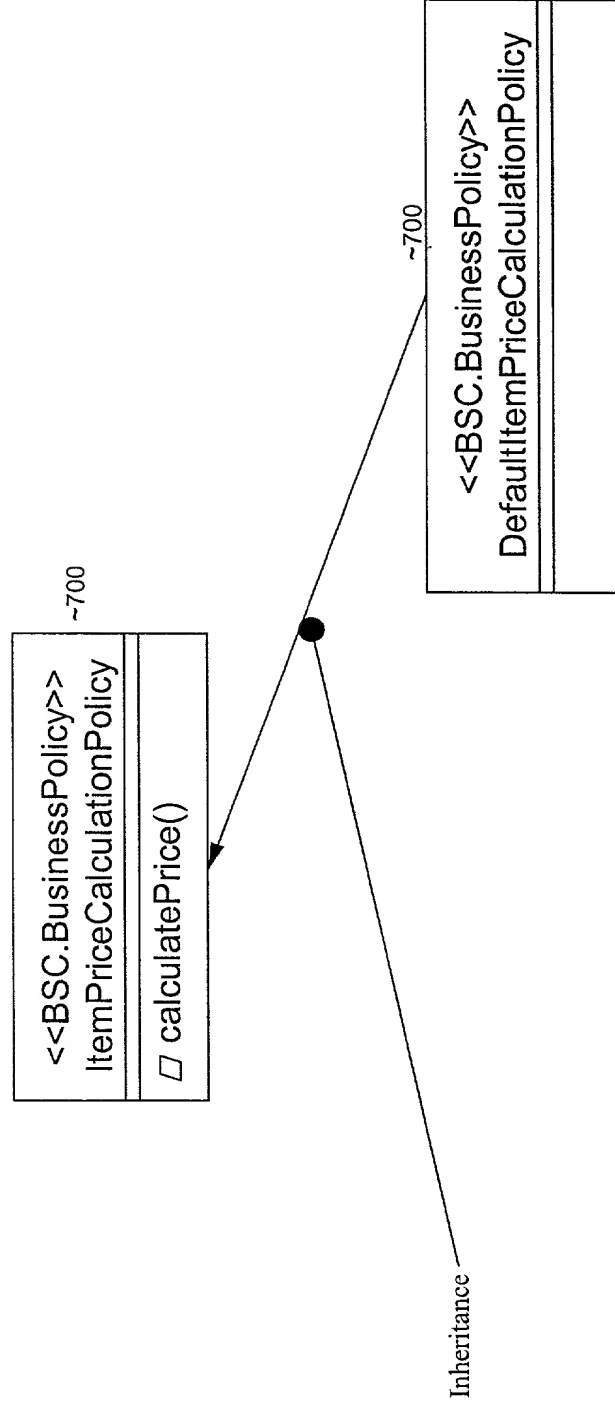 <<BSC.BusinessPolicy>>
ItemPriceCalculationPolicy
calculatePrice()
~700
<<BSC.BusinessPolicy>>
DefaultItemPriceCalculationPolicy
~700
Inheritance